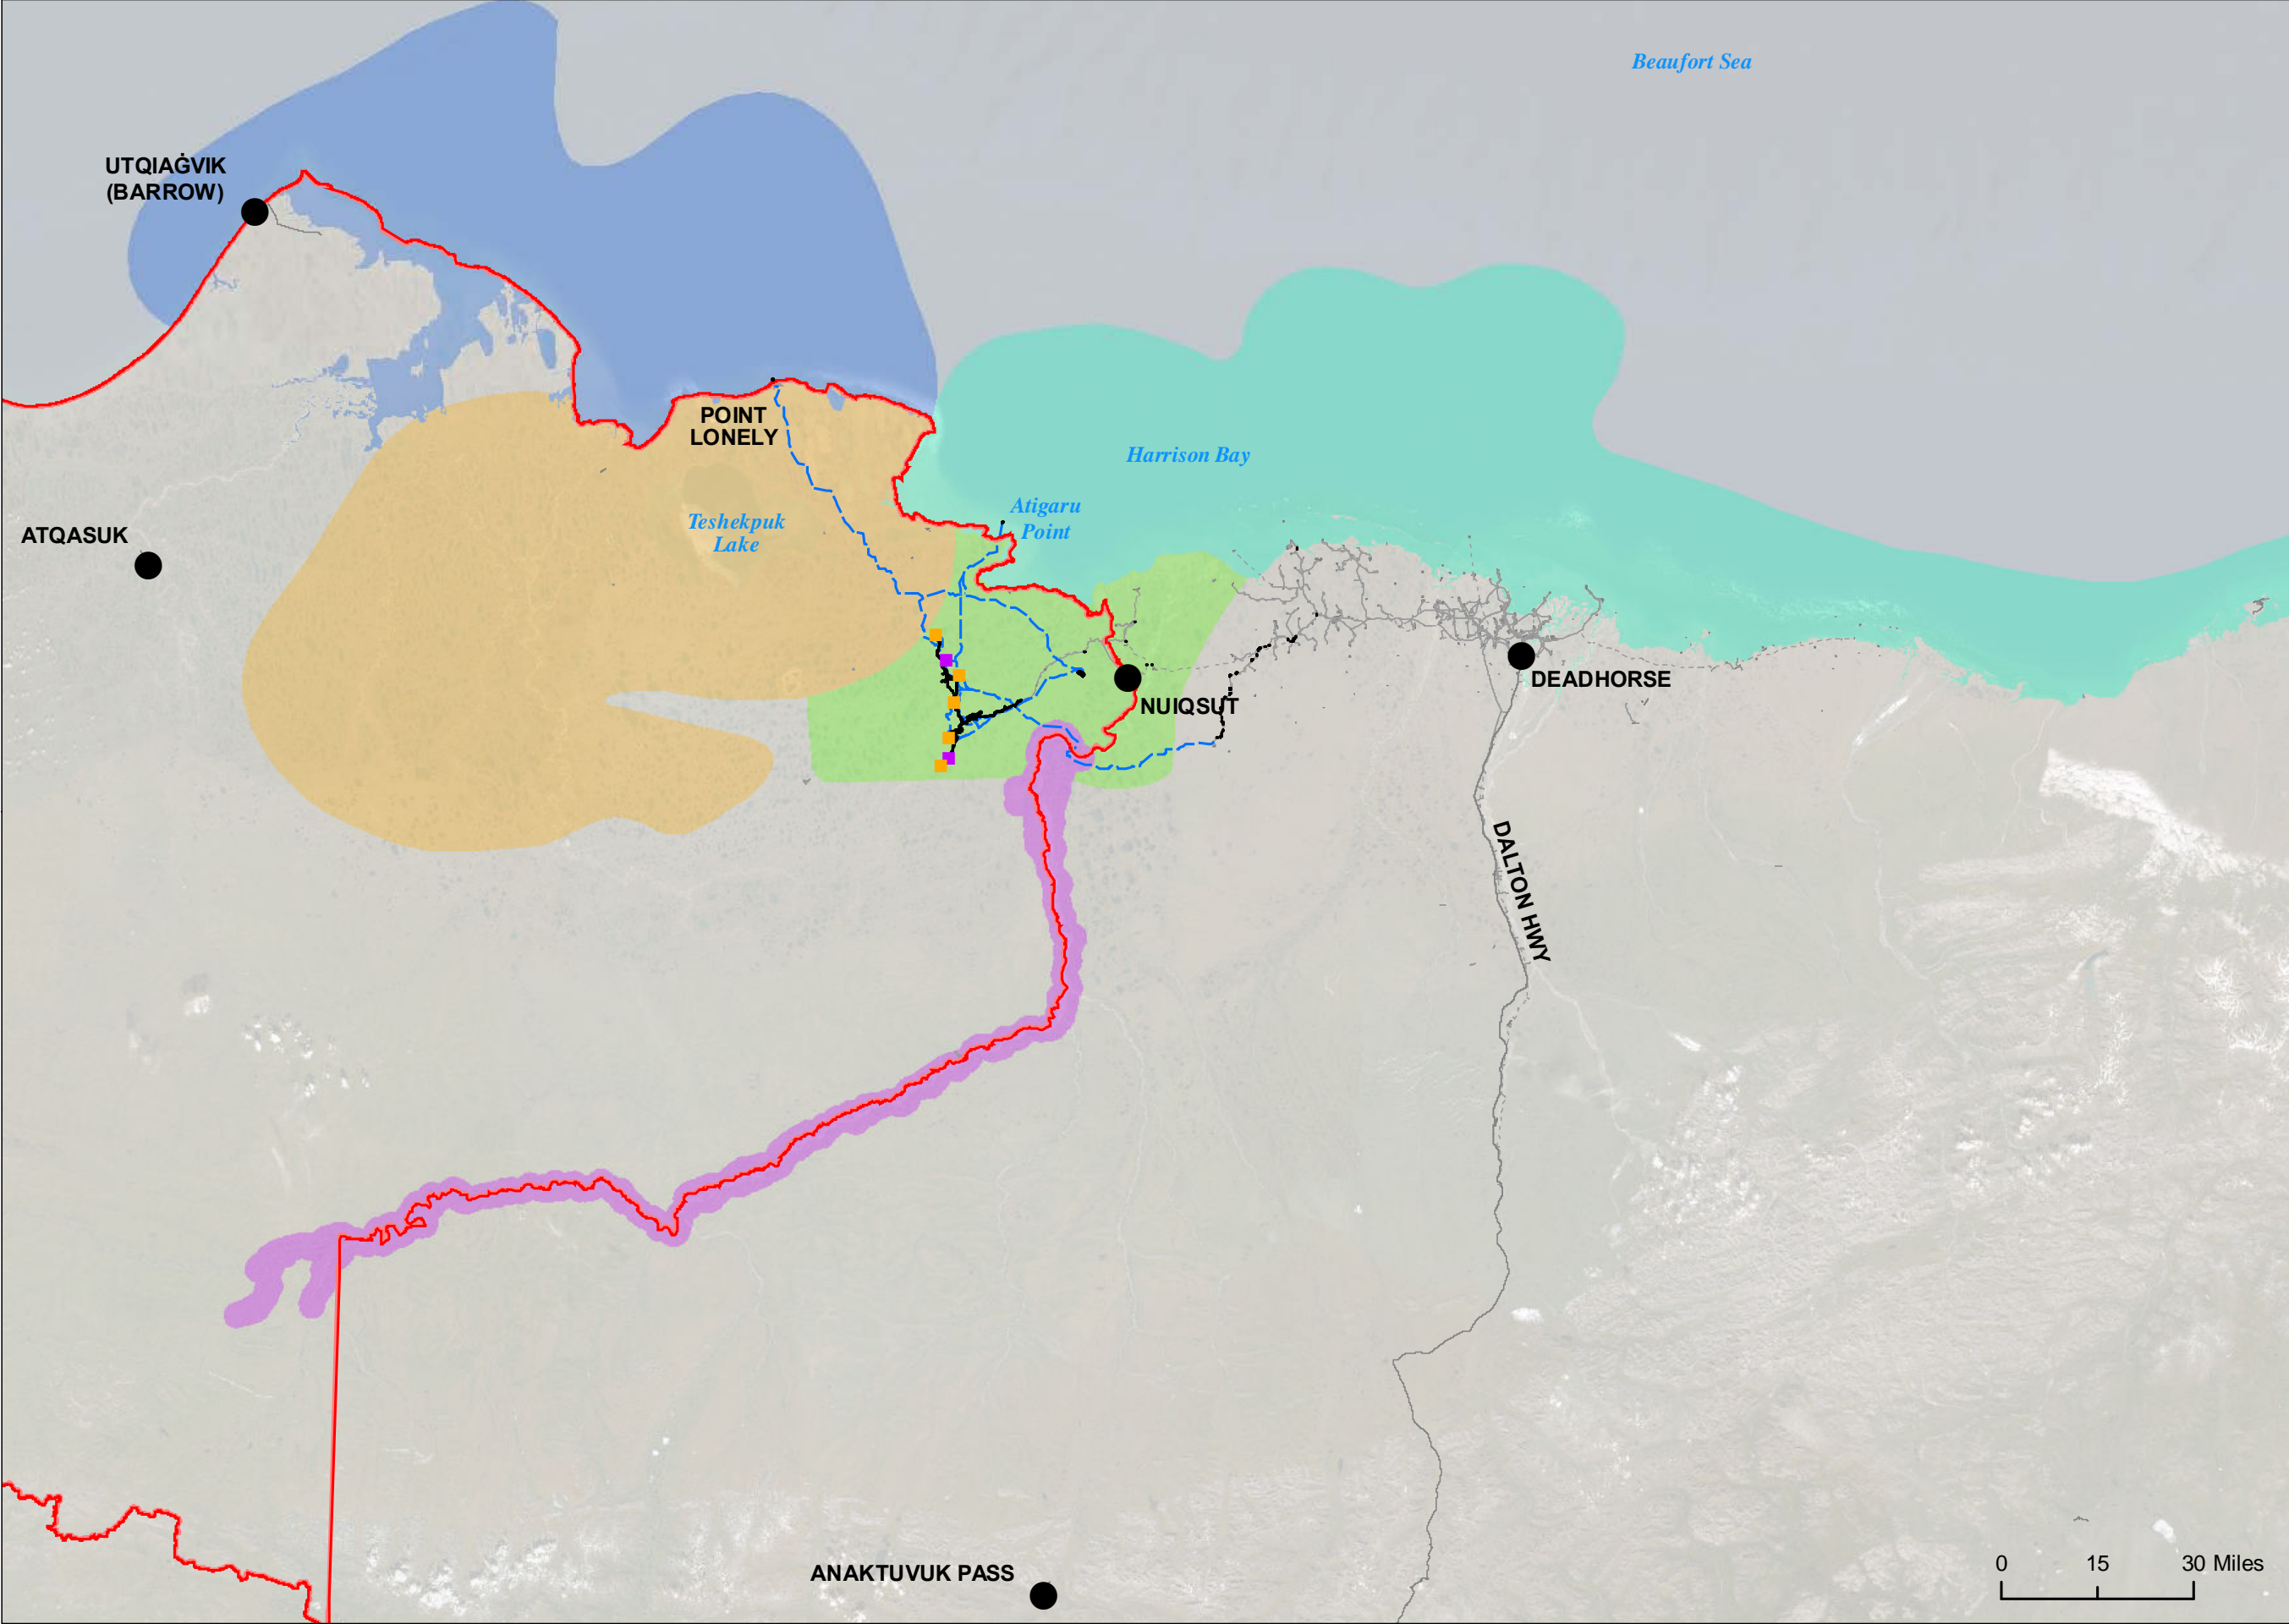 Beaufort Sea
UTQIAĠVIK
(BARROW)
POINT
LONELY
Harrison Bay
Atigaru
Point
Teshekpuk
Lake
ATQASUK
DEADHORSE
NUIQSUT
DALTON HWY
ANAKTUVUK PASS
0 15 30 Miles